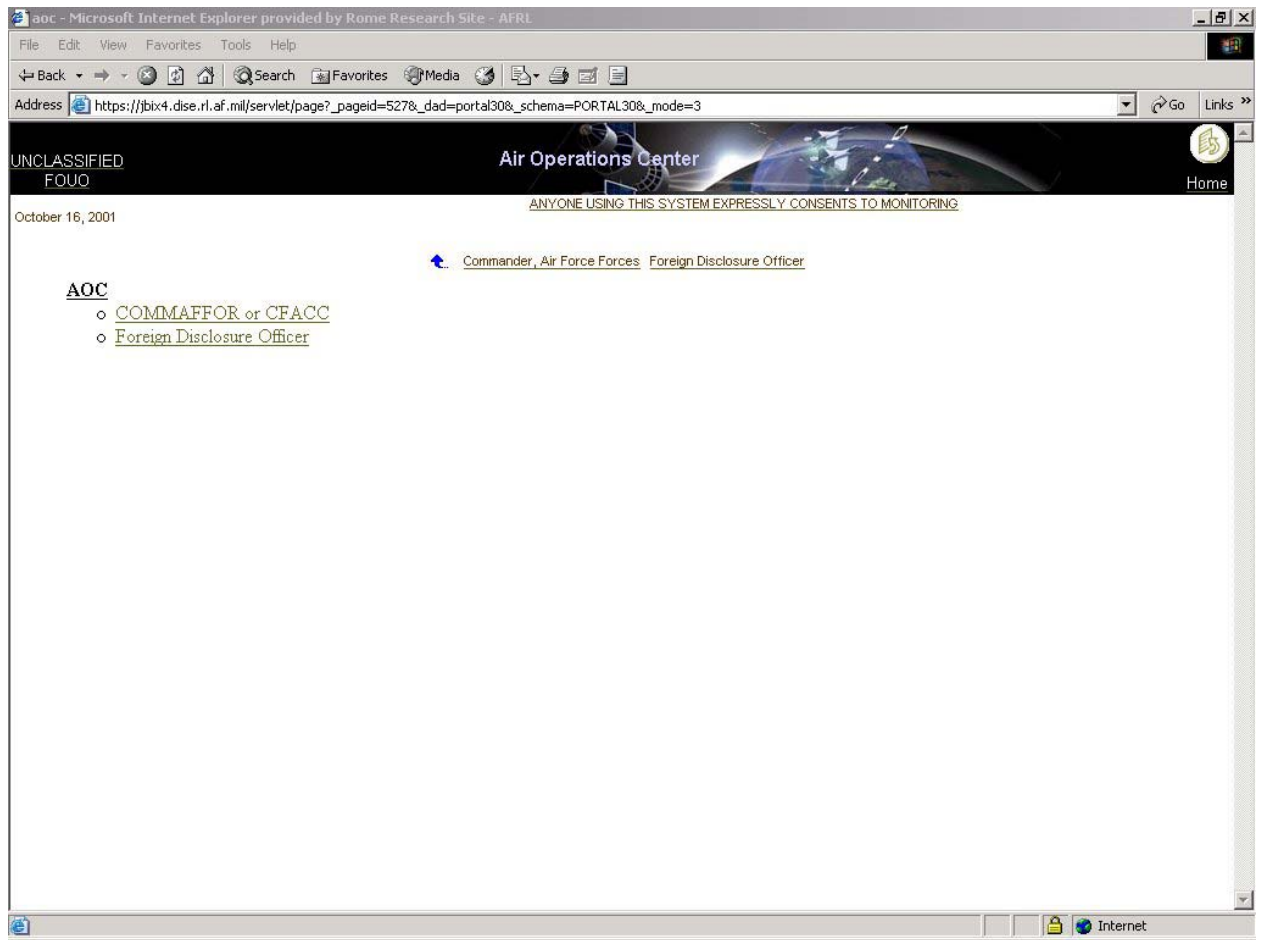 aoc - Microsoft Internet Explorer provided by Rome Research Site - AFRL
File Edit View Favorites Tools Help
Back Search Favorites Media
Address https://jbix4.dise.rl.af.mil/servlet/page?_pageid=527&_dad=portal30&_schema=PORTAL30&_mode=3 Go Links »
UNCLASSIFIED
FOUO
Air Operations Center
Home
ANYONE USING THIS SYSTEM EXPRESSLY CONSENTS TO MONITORING
October 16, 2001
Commander, Air Force Forces Foreign Disclosure Officer
AOC
o COMMAFFOR or CFACC
o Foreign Disclosure Officer
Internet